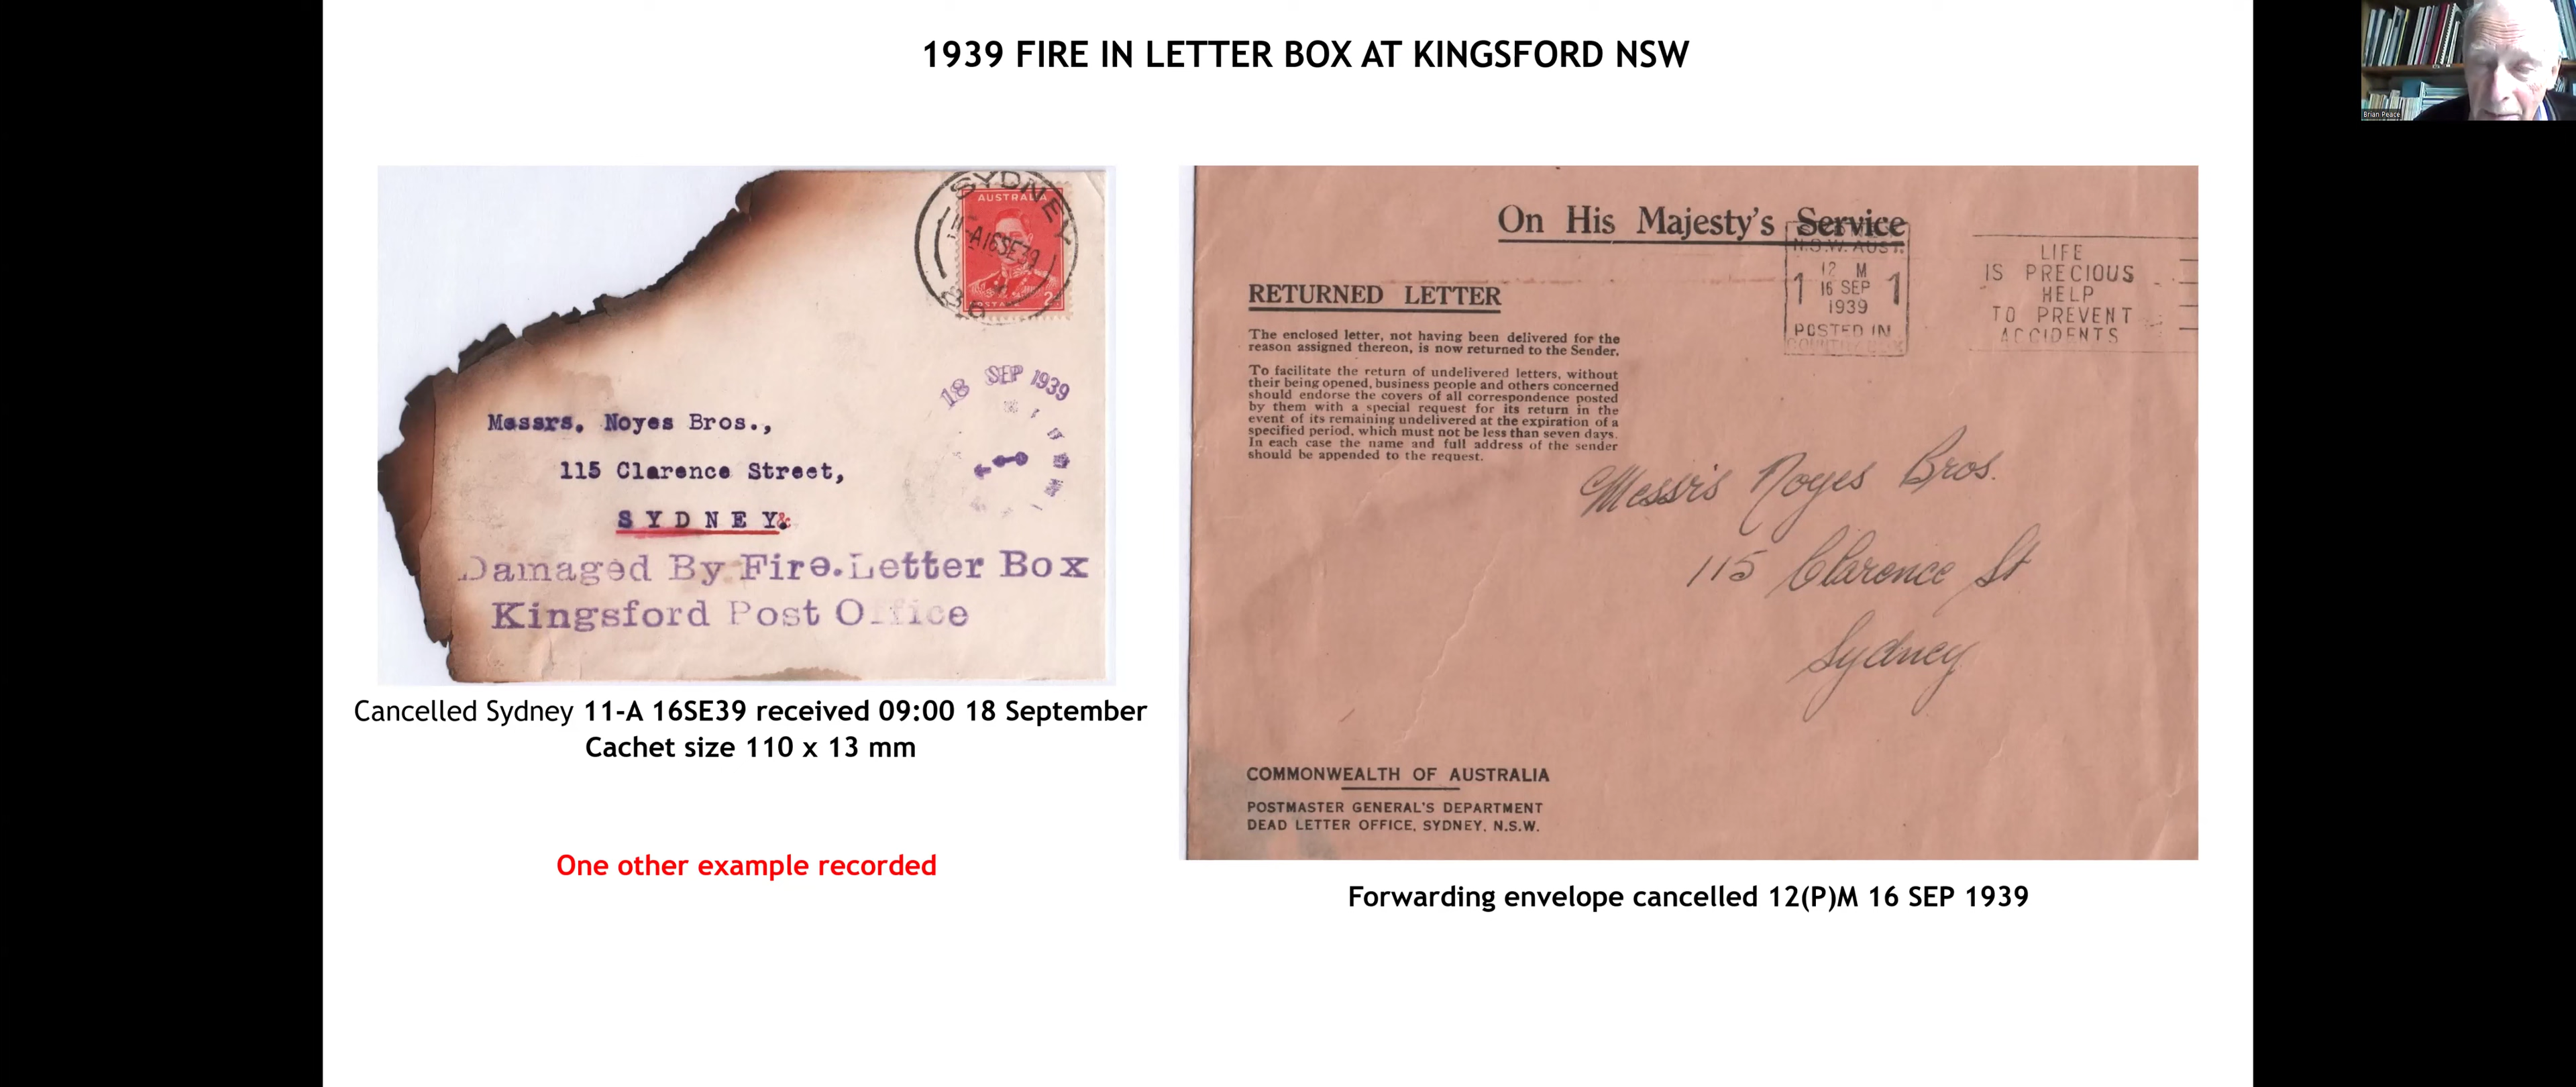 1939 FIRE IN LETTER BOX AT KINGSFORD NSW
Brian Peace
SYDNEY
AUSTRALIA
11-A 16SE39
POSTAGE 2
18 SEP 1939
Messrs. Noyes Bros.,
115 Clarence Street,
SYDNEY
Damaged By Fire.Letter Box
Kingsford Post Office
Cancelled Sydney 11-A 16SE39 received 09:00 18 September
Cachet size 110 x 13 mm
One other example recorded
On His Majesty's Service
RETURNED LETTER
The enclosed letter, not having been delivered for the
reason assigned thereon, is now returned to the Sender.
To facilitate the return of undelivered letters, without
their being opened, business people and others concerned
should endorse the covers of all correspondence posted
by them with a special request for its return in the
event of its remaining undelivered at the expiration of a
specified period, which must not be less than seven days.
In each case the name and full address of the sender
should be appended to the request.
N.S.W. AUST.
12 M
1 16 SEP 1
1939
POSTED IN
LIFE
IS PRECIOUS
HELP
TO PREVENT
ACCIDENTS
Messrs Noyes Bros.
115 Clarence St
Sydney
COMMONWEALTH OF AUSTRALIA
POSTMASTER GENERAL'S DEPARTMENT
DEAD LETTER OFFICE, SYDNEY, N.S.W.
Forwarding envelope cancelled 12(P)M 16 SEP 1939